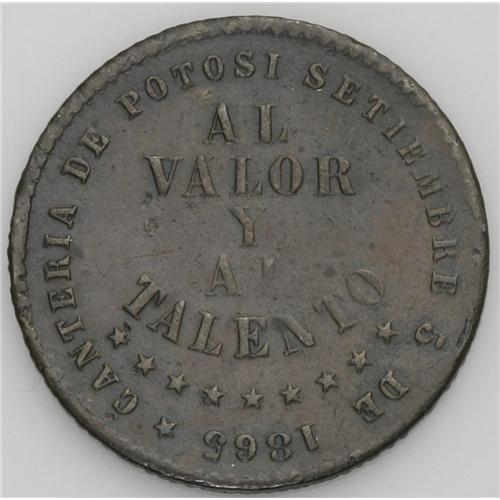 CANTERIA DE POTOSI SETIEMBRE 5 DE 1865
AL
VALOR
Y
AL
TALENTO